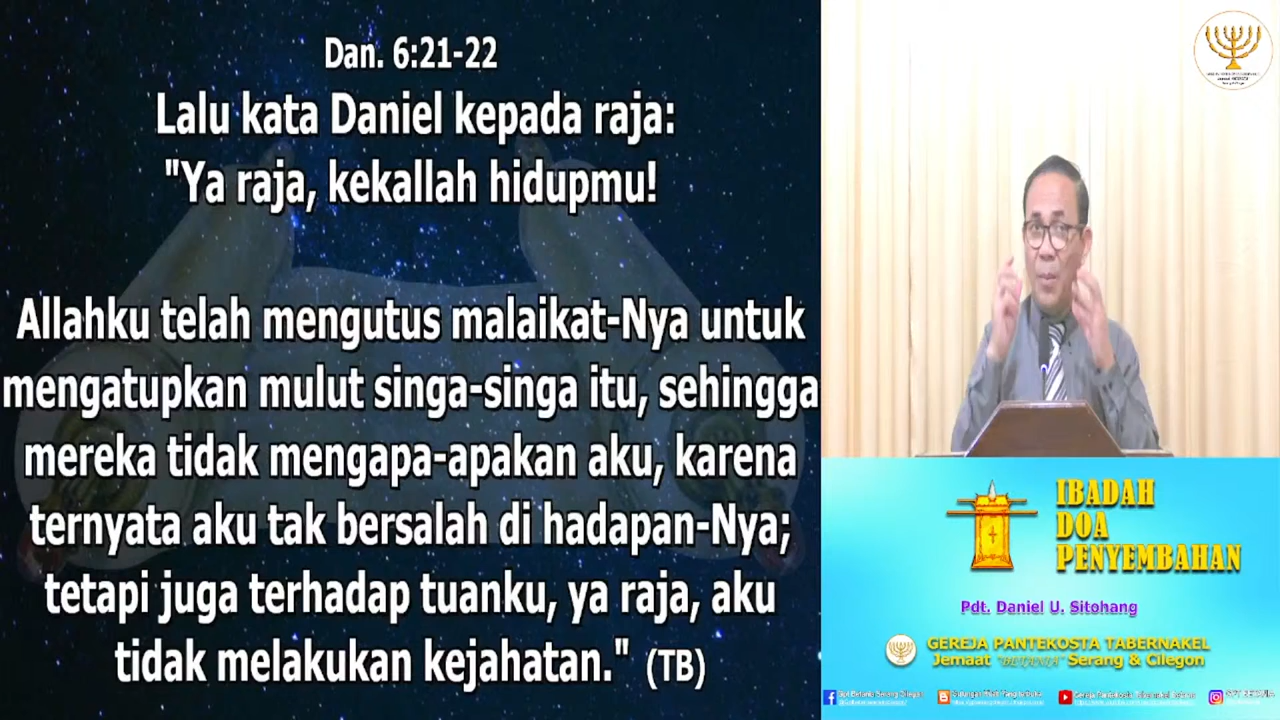 Dan. 6:21-22
Lalu kata Daniel kepada raja:
"Ya raja, kekallah hidupmu!
Allahku telah mengutus malaikat-Nya untuk
mengatupkan mulut singa-singa itu, sehingga
mereka tidak mengapa-apakan aku, karena
ternyata aku tak bersalah di hadapan-Nya;
tetapi juga terhadap tuanku, ya raja, aku
tidak melakukan kejahatan." (TB)
IBADAH
DOA
PENYEMBAHAN
Pdt. Daniel U. Sitohang
GEREJA PANTEKOSTA TABERNAKEL
Jemaat "BETANIA" Serang & Cilegon